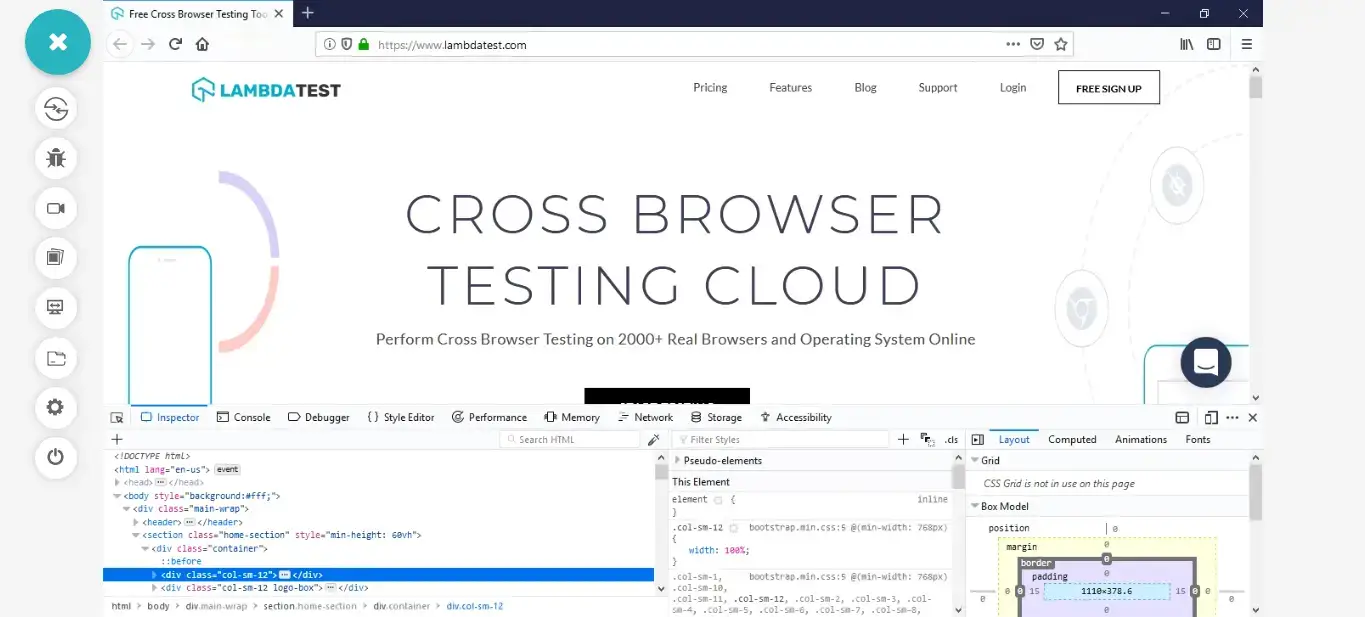 Free Cross Browser Testing Too
https://www.lambdatest.com
LAMBDATEST
Pricing Features Blog Support Login FREE SIGN UP
CROSS BROWSER
TESTING CLOUD
Perform Cross Browser Testing on 2000+ Real Browsers and Operating System Online
Inspector Console Debugger {} Style Editor Performance Memory Network Storage Accessibility
+ Search HTML Filter Styles + .cls Layout Computed Animations Fonts
<!DOCTYPE html>
<html lang="en-us"> event
<head> ••• </head>
<body style="background:#fff;">
<div class="main-wrap">
<header> ••• </header>
<section class="home-section" style="min-height: 60vh">
<div class="container">
::before
<div class="col-sm-12"> ••• </div>
<div class="col-sm-12 logo-box"> ••• </div>
html > body > div.main-wrap > section.home-section > div.container > div.col-sm-12
Pseudo-elements
This Element
element { inline
}
.col-sm-12 bootstrap.min.css:5 @(min-width: 768px)
{
width: 100%;
}
.col-sm-1, bootstrap.min.css:5 @(min-width: 768px)
.col-sm-10,
.col-sm-11, .col-sm-12, .col-sm-2, .col-sm-3, .col-
sm-4, .col-sm-5, .col-sm-6, .col-sm-7, .col-sm-8,
Grid
CSS Grid is not in use on this page
Box Model
position 0
margin 0
border 0
padding 0
0 0 0 15 1110×378.6 15 0 0 0
0